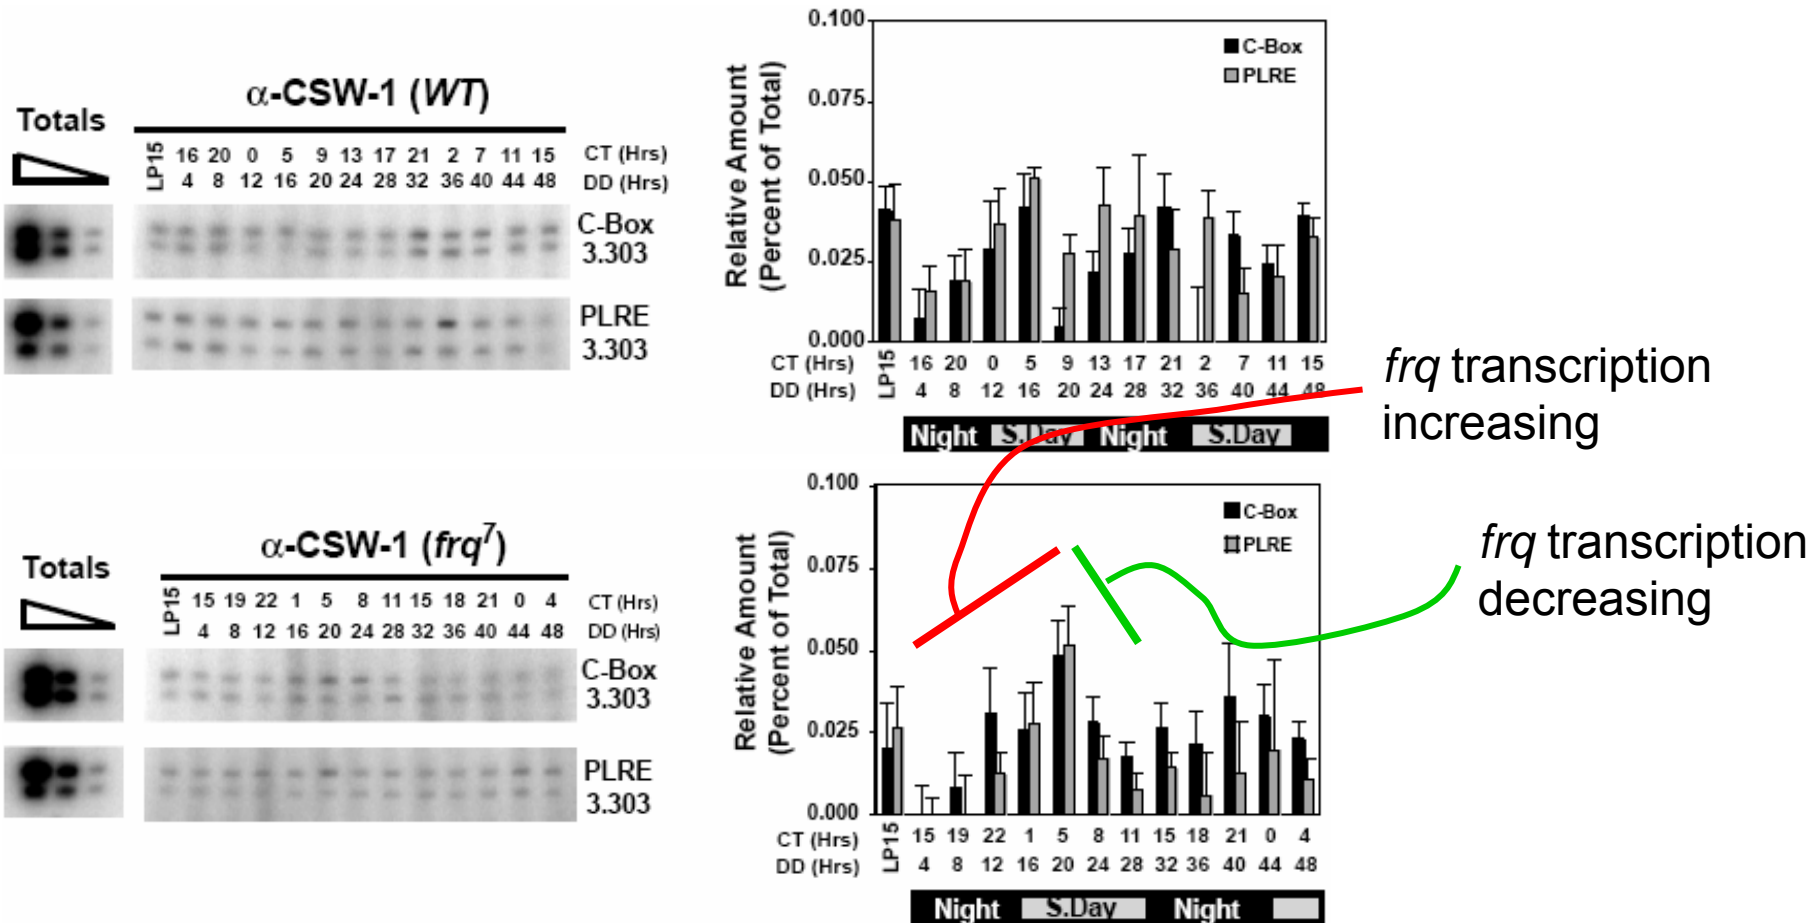 Totals
α-CSW-1 (WT)
LP15 16 20 0 5 9 13 17 21 2 7 11 15 CT (Hrs)
4 8 12 16 20 24 28 32 36 40 44 48 DD (Hrs)
C-Box
3.303
PLRE
3.303
Relative Amount
(Percent of Total)
0.100
0.075
0.050
0.025
0.000
C-Box
PLRE
CT (Hrs) LP15 16 20 0 5 9 13 17 21 2 7 11 15
DD (Hrs) 4 8 12 16 20 24 28 32 36 40 44 48
Night S.Day Night S.Day
frq transcription
increasing
Totals
α-CSW-1 (frq⁷)
LP15 15 19 22 1 5 8 11 15 18 21 0 4 CT (Hrs)
4 8 12 16 20 24 28 32 36 40 44 48 DD (Hrs)
C-Box
3.303
PLRE
3.303
Relative Amount
(Percent of Total)
0.100
0.075
0.050
0.025
0.000
C-Box
PLRE
CT (Hrs) LP15 15 19 22 1 5 8 11 15 18 21 0 4
DD (Hrs) 4 8 12 16 20 24 28 32 36 40 44 48
Night S.Day Night
frq transcription
decreasing